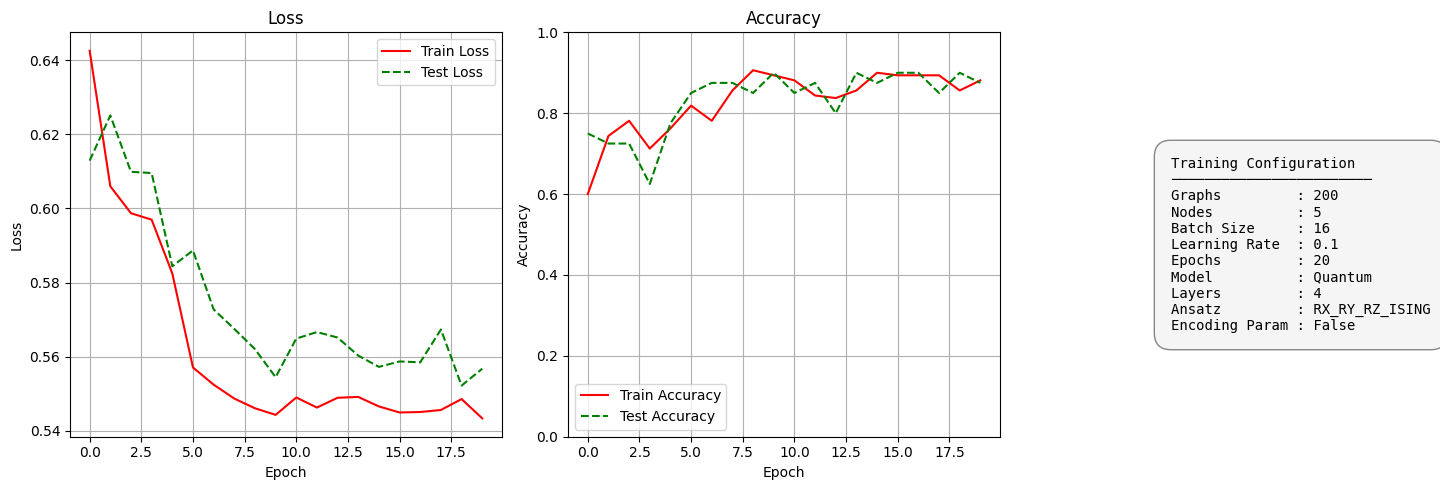 Loss
Train Loss
Test Loss
0.64
0.62
0.60
0.58
0.56
0.54
Loss
0.0 2.5 5.0 7.5 10.0 12.5 15.0 17.5
Epoch
Accuracy
1.0
0.8
0.6
0.4
0.2
0.0
Accuracy
Train Accuracy
Test Accuracy
0.0 2.5 5.0 7.5 10.0 12.5 15.0 17.5
Epoch
Training Configuration
────────────────────────
Graphs : 200
Nodes : 5
Batch Size : 16
Learning Rate : 0.1
Epochs : 20
Model : Quantum
Layers : 4
Ansatz : RX_RY_RZ_ISING
Encoding Param : False